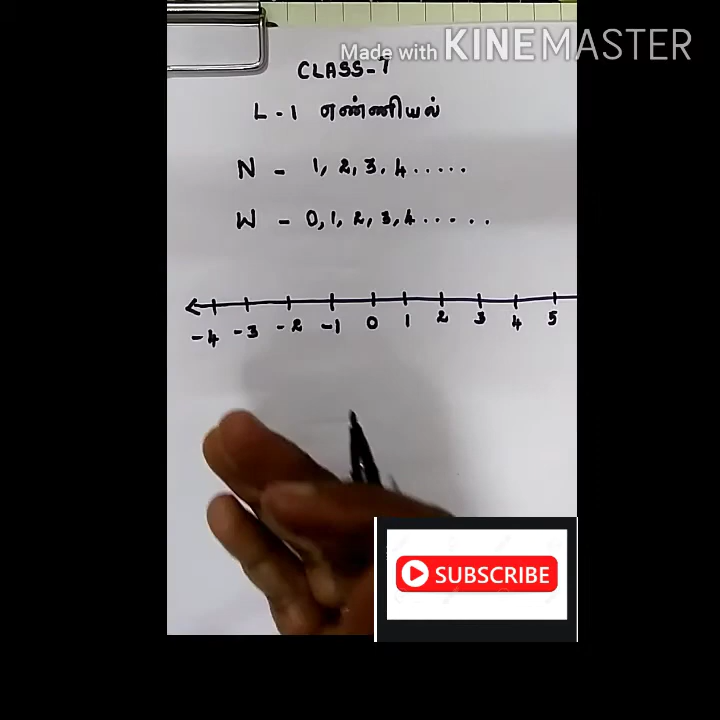 Made with KINEMASTER
CLASS-7
L-1 எண்ணியல்
N - 1, 2, 3, 4.....
W - 0, 1, 2, 3, 4.....
-4 -3 -2 -1 0 1 2 3 4 5
SUBSCRIBE